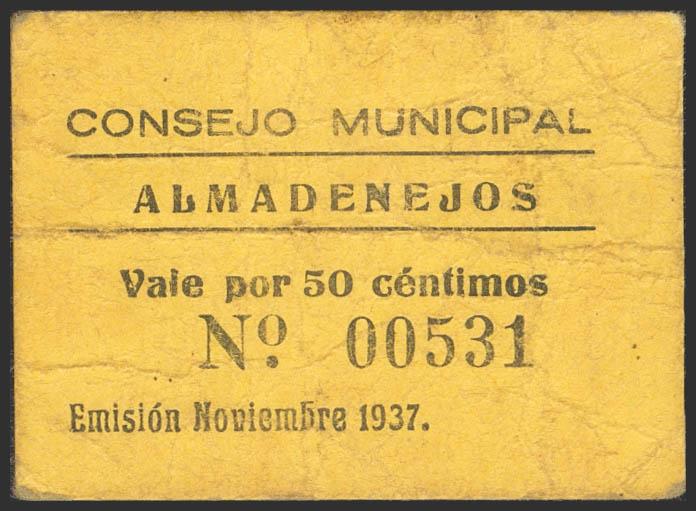 CONSEJO MUNICIPAL
ALMADENEJOS
Vale por 50 céntimos
Nº. 00531
Emisión Noviembre 1937.